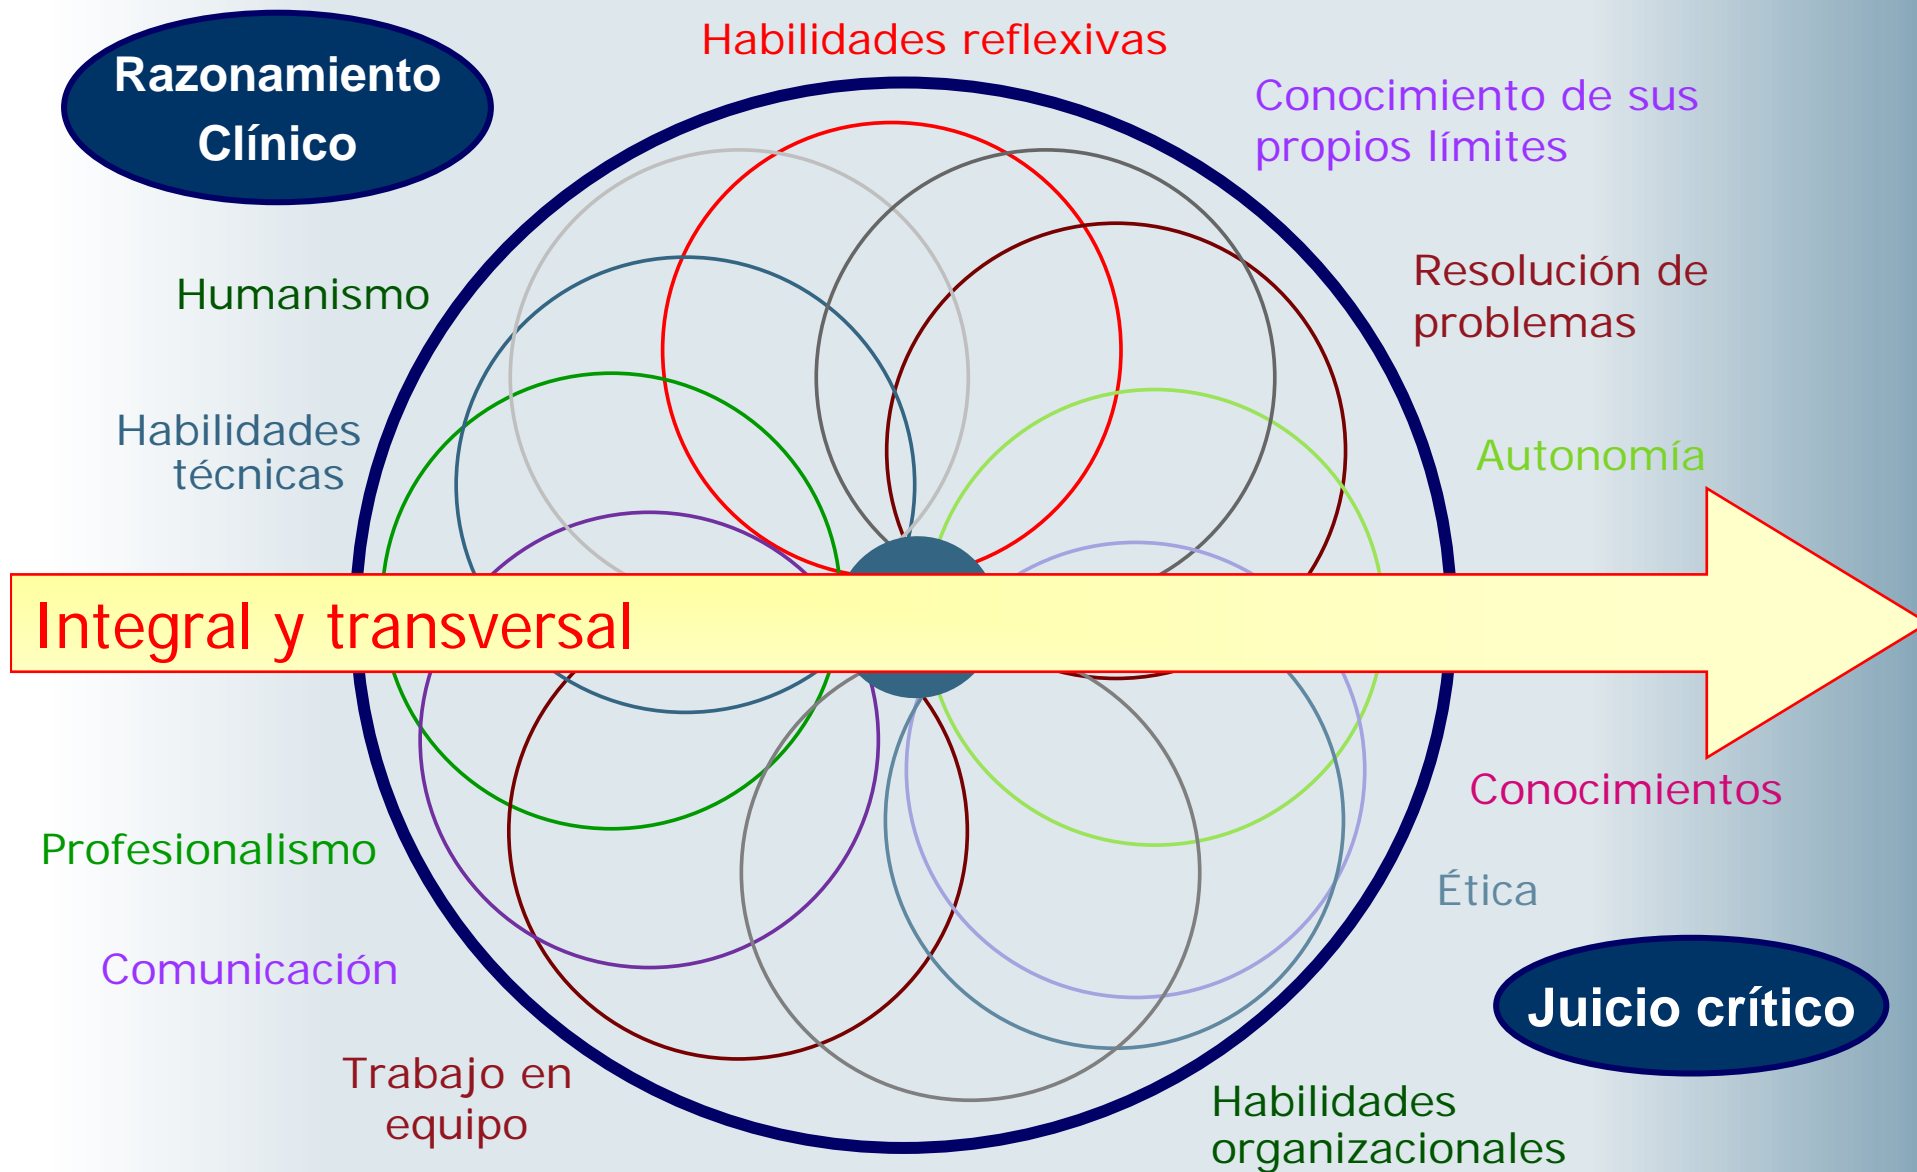 Razonamiento
Clínico
Habilidades reflexivas
Conocimiento de sus
propios límites
Humanismo
Resolución de
problemas
Habilidades
técnicas
Autonomía
Integral y transversal
Conocimientos
Profesionalismo
Ética
Comunicación
Juicio crítico
Trabajo en
equipo
Habilidades
organizacionales